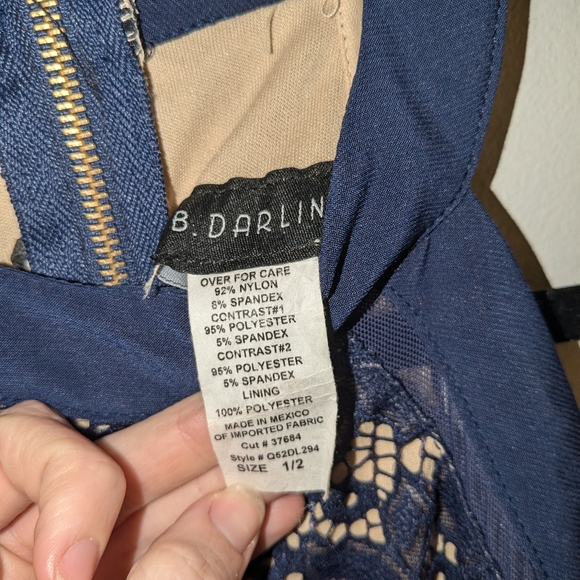 B. DARLIN
OVER FOR CARE
92% NYLON
8% SPANDEX
CONTRAST#1
95% POLYESTER
5% SPANDEX
CONTRAST#2
95% POLYESTER
5% SPANDEX
LINING
100% POLYESTER
MADE IN MEXICO
OF IMPORTED FABRIC
Cut # 37684
Style # Q52DL294
SIZE 1/2